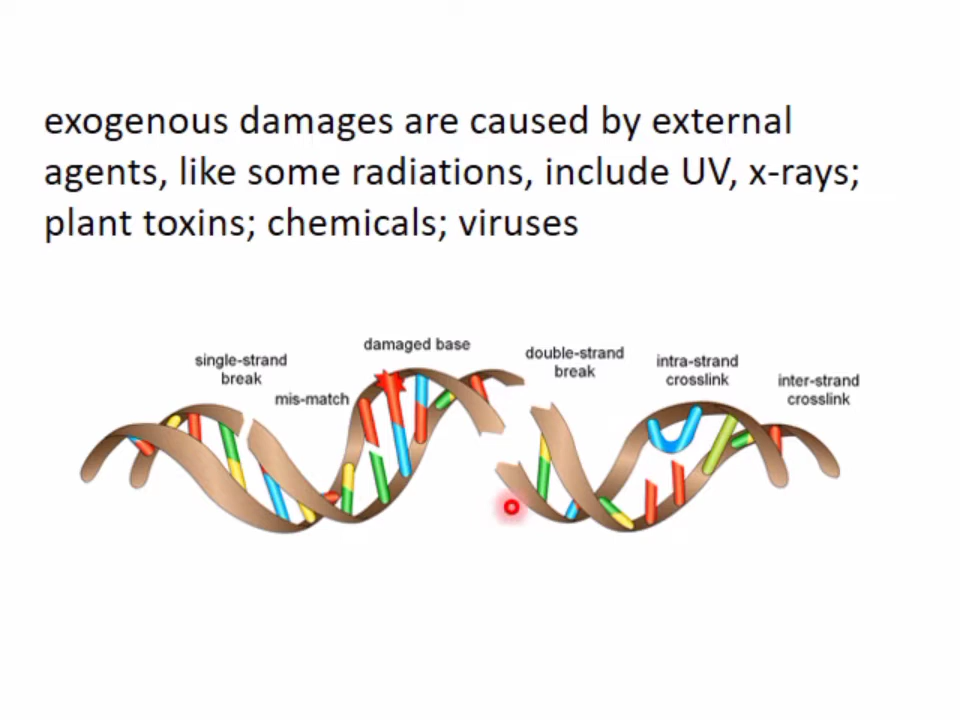 exogenous damages are caused by external
agents, like some radiations, include UV, x-rays;
plant toxins; chemicals; viruses
single-strand
break
mis-match
damaged base
double-strand
break
intra-strand
crosslink
inter-strand
crosslink